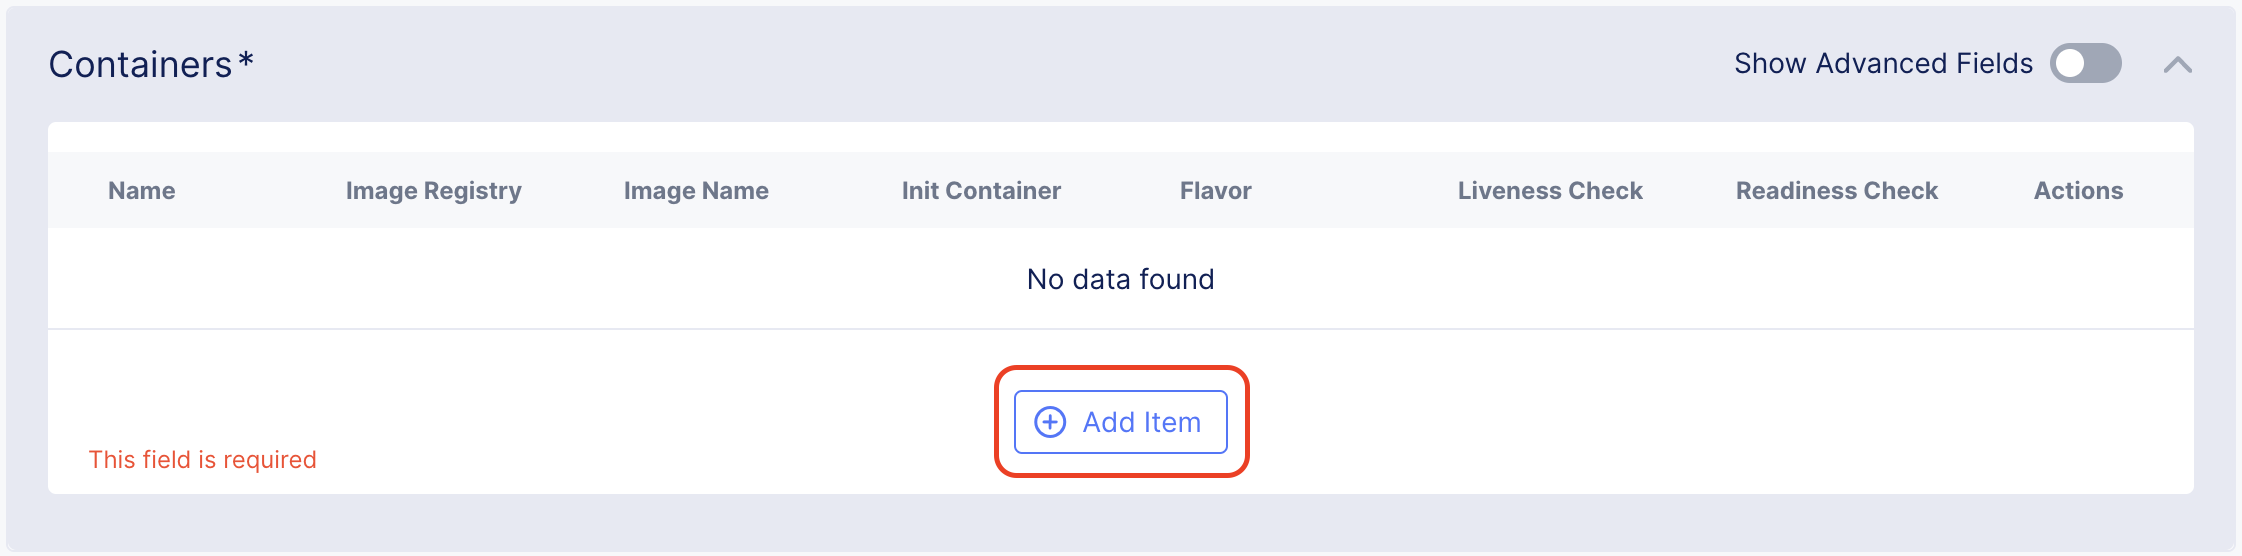 Containers*
Show Advanced Fields
Name Image Registry Image Name Init Container Flavor Liveness Check Readiness Check Actions
No data found
Add Item
This field is required